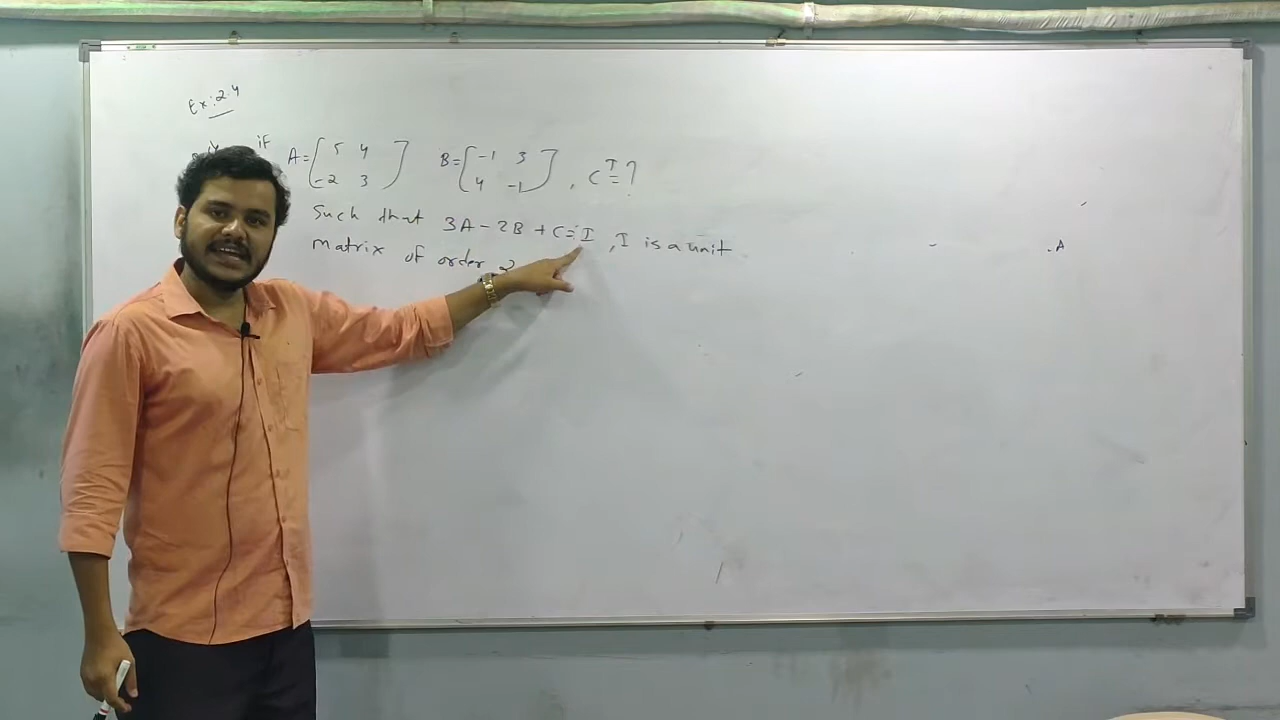 Ex: 2.4
if A = [ 5 4 B = [ -1 3 ] , C^T = ?
-2 3 ] 4 -1
Such that 3A - 2B + C = I , I is a unit
matrix of order 2
.A